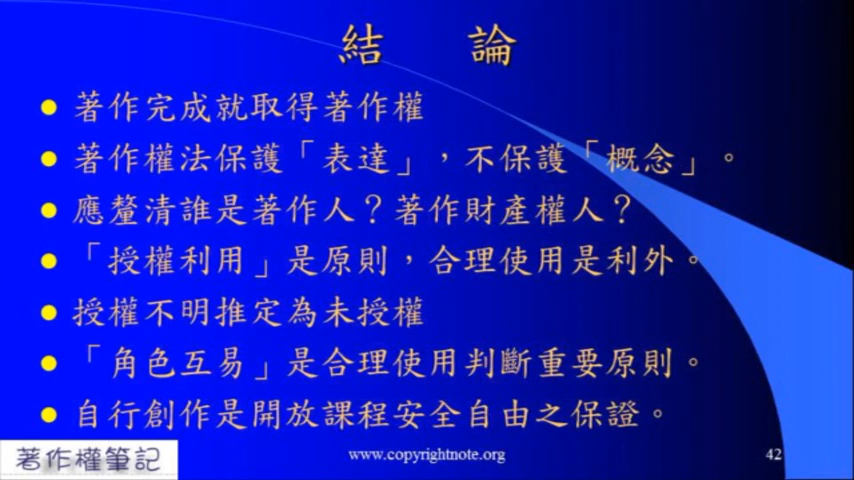 結 論
著作完成就取得著作權
著作權法保護「表達」，不保護「概念」。
應釐清誰是著作人？著作財產權人？
「授權利用」是原則，合理使用是利外。
授權不明推定為未授權
「角色互易」是合理使用判斷重要原則。
自行創作是開放課程安全自由之保證。
著作權筆記
www.copyrightnote.org
42